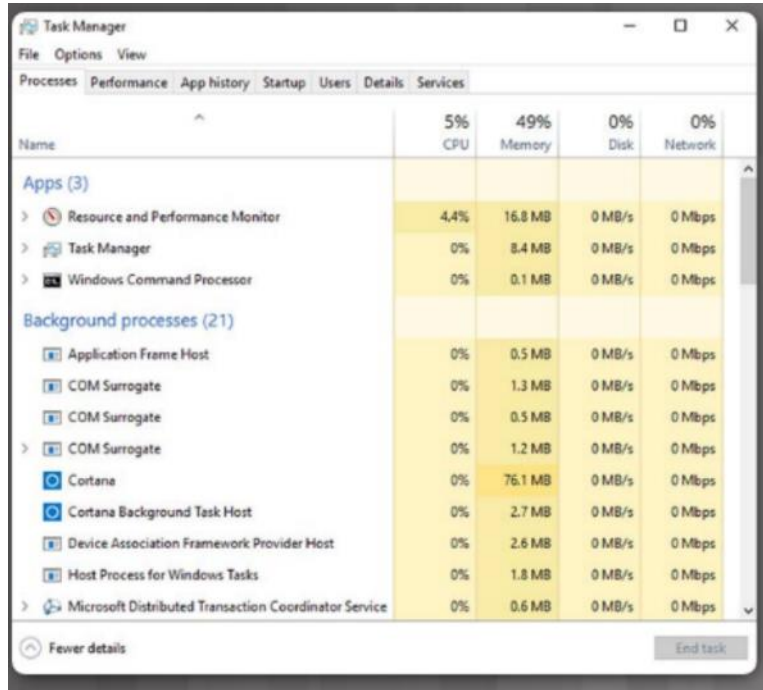 Task Manager
File Options View
Processes Performance App history Startup Users Details Services
5% 49% 0% 0%
Name CPU Memory Disk Network
Apps (3)
Resource and Performance Monitor 4,4% 16.8 MB 0 MB/s 0 Mbps
Task Manager 0% 8.4 MB 0 MB/s 0 Mbps
Windows Command Processor 0% 0.1 MB 0 MB/s 0 Mbps
Background processes (21)
Application Frame Host 0% 0.5 MB 0 MB/s 0 Mbps
COM Surrogate 0% 1.3 MB 0 MB/s 0 Mbps
COM Surrogate 0% 0.5 MB 0 MB/s 0 Mbps
COM Surrogate 0% 1.2 MB 0 MB/s 0 Mbps
Cortana 0% 76.1 MB 0 MB/s 0 Mbps
Cortana Background Task Host 0% 2.7 MB 0 MB/s 0 Mbps
Device Association Framework Provider Host 0% 2.6 MB 0 MB/s 0 Mbps
Host Process for Windows Tasks 0% 1.8 MB 0 MB/s 0 Mbps
Microsoft Distributed Transaction Coordinator Service 0% 0.6 MB 0 MB/s 0 Mbps
Fewer details End task